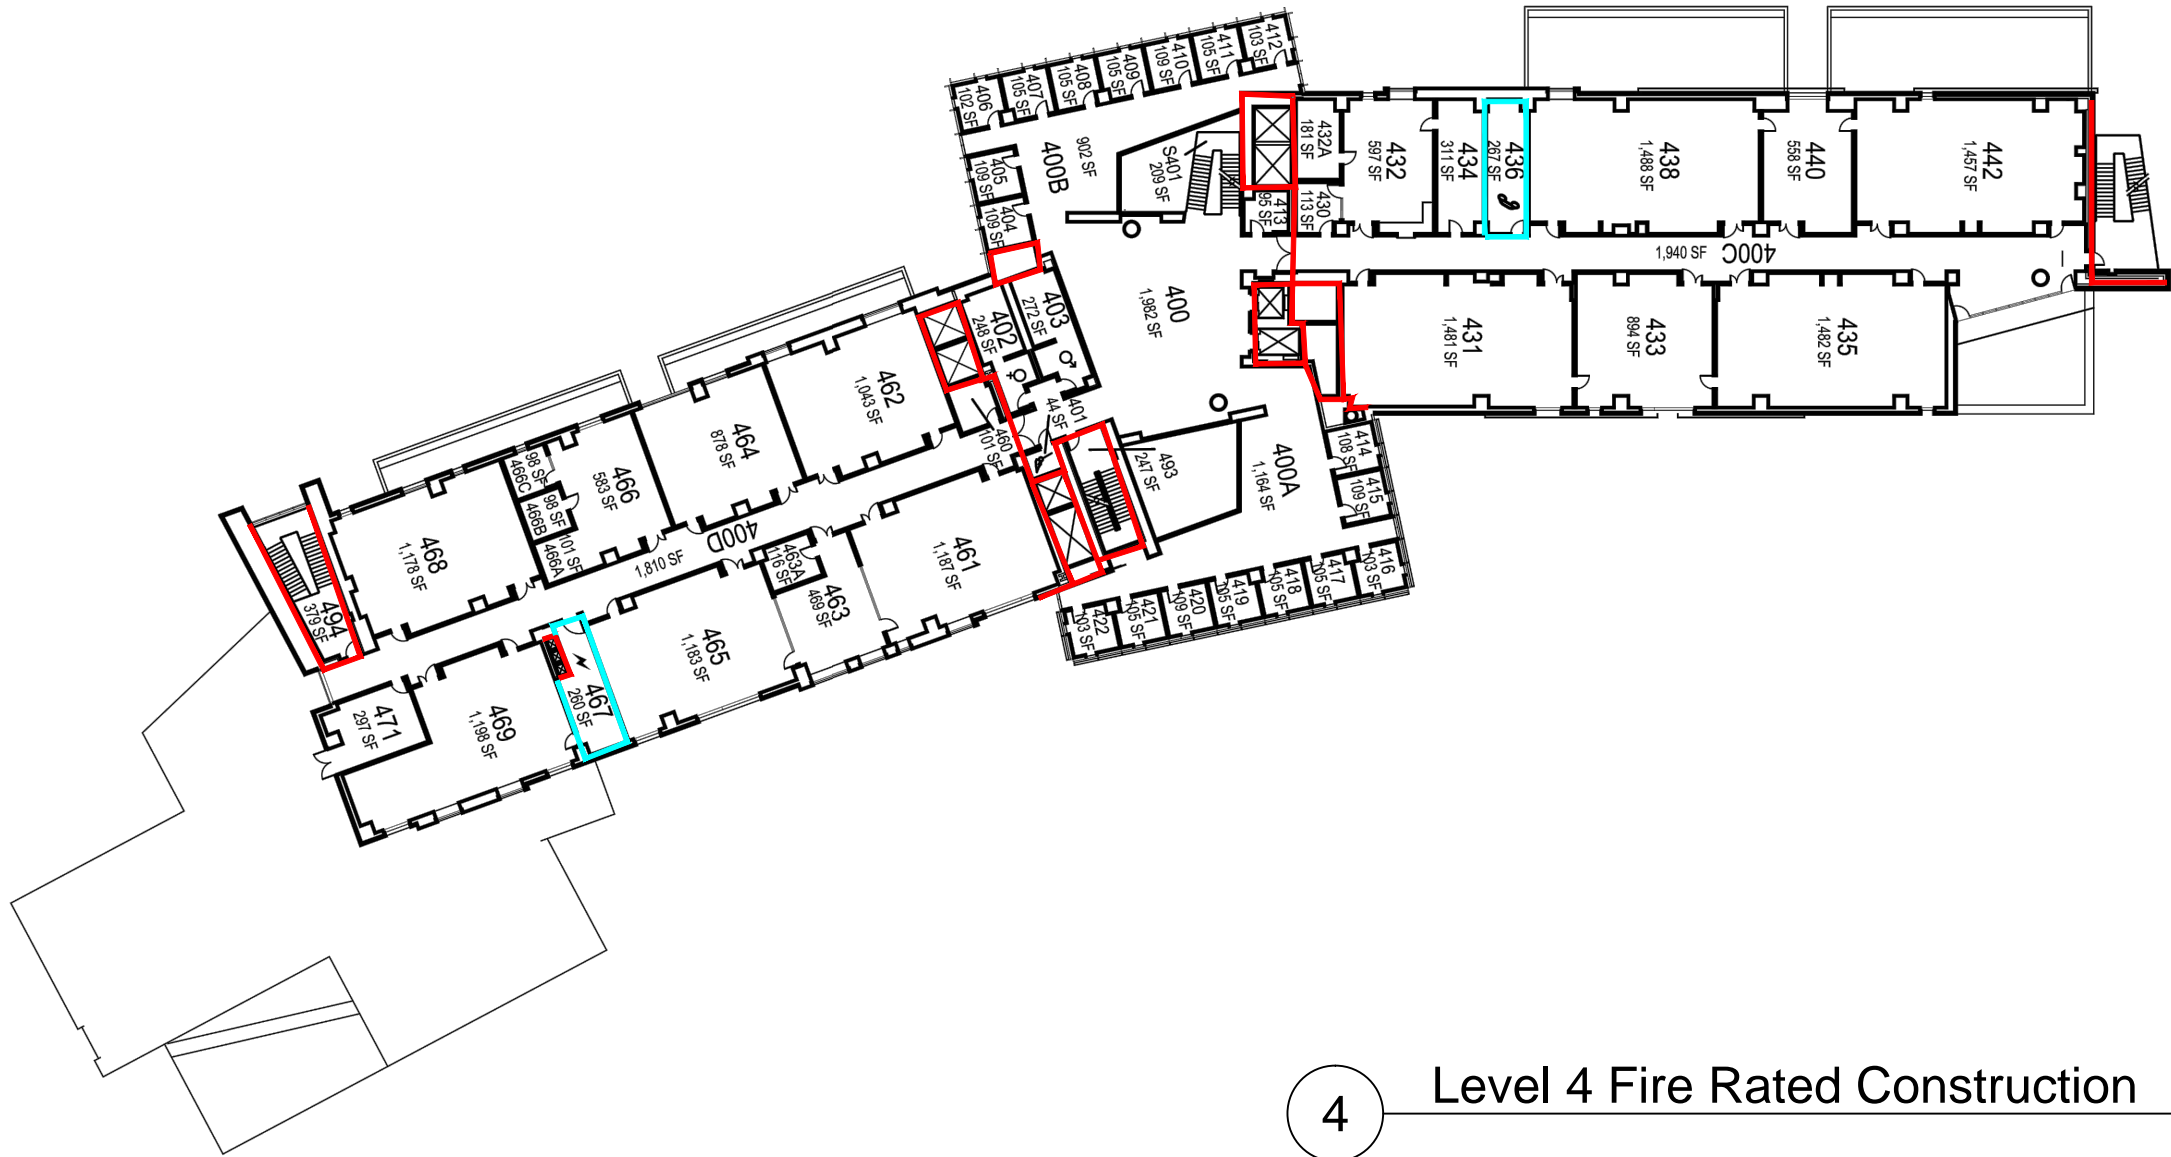 406
102 SF
407
105 SF
408
105 SF
409
105 SF
410
109 SF
411
105 SF
412
103 SF
405
109 SF
404
109 SF
400B
902 SF
S401
209 SF
413
95 SF
432A
181 SF
430
113 SF
432
597 SF
434
311 SF
436
267 SF
438
1,488 SF
440
558 SF
442
1,4577 SF
400C
1,940 SF
400
1,982 SF
403
272 SF
402
248 SF
431
1,481 SF
433
894 SF
435
1,482 SF
401
44 SF
460
101 SF
462
1,043 SF
464
878 SF
466
583 SF
466C
98 SF
466B
98 SF
466A
101 SF
468
1,178 SF
494
379 SF
400D
1,810 SF
493
247 SF
400A
1,164 SF
414
108 SF
415
109 SF
416
103 SF
417
105 SF
418
105 SF
419
105 SF
420
109 SF
421
105 SF
422
103 SF
461
1,187 SF
463A
116 SF
463
469 SF
465
1,183 SF
467
260 SF
469
1,198 SF
471
297 SF
4
Level 4 Fire Rated Construction